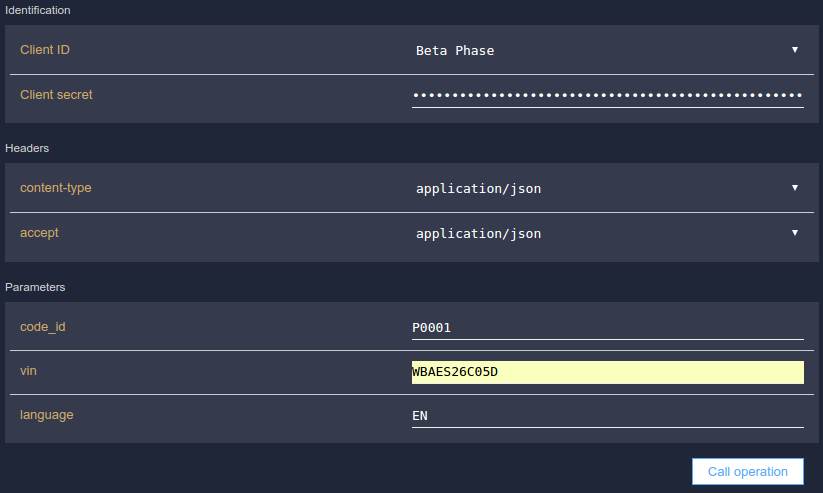 Identification
Client ID Beta Phase ▼
Client secret ••••••••••••••••••••••••••••••••••••••••••••••••••
Headers
content-type application/json ▼
accept application/json ▼
Parameters
code_id P0001
vin WBAES26C05D
language EN
Call operation